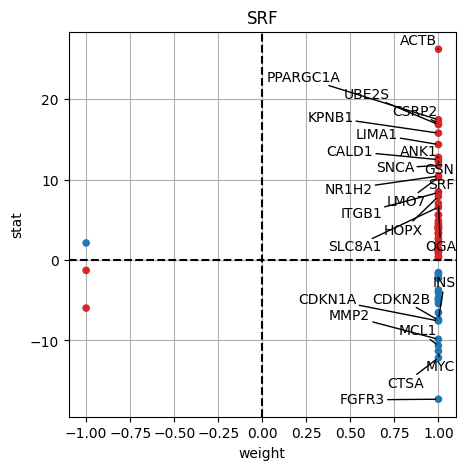 SRF
ACTB
PPARGC1A
UBE2S
CSRP2
KPNB1
LIMA1
CALD1
ANK1
SNCA
GSN
NR1H2
SRF
LMO7
ITGB1
HOPX
SLC8A1
OGA
INS
CDKN1A
CDKN2B
MMP2
MCL1
MYC
CTSA
FGFR3
stat
20
10
0
−10
−1.00
−0.75
−0.50
−0.25
0.00
0.25
0.50
0.75
1.00
weight